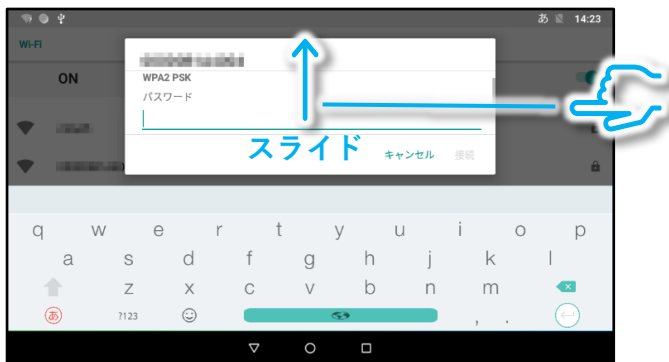 あ 14:23
Wi-Fi
ON
WPA2 PSK
パスワード
スライド
キャンセル 接続
q w e r t y u i o p
a s d f g h j k l
z x c v b n m
あ ?123 , .